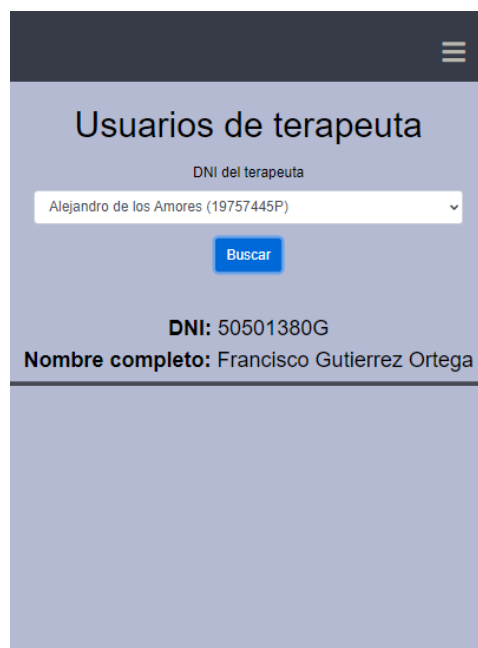 Usuarios de terapeuta
DNI del terapeuta
Alejandro de los Amores (19757445P)
Buscar
DNI: 50501380G
Nombre completo: Francisco Gutierrez Ortega